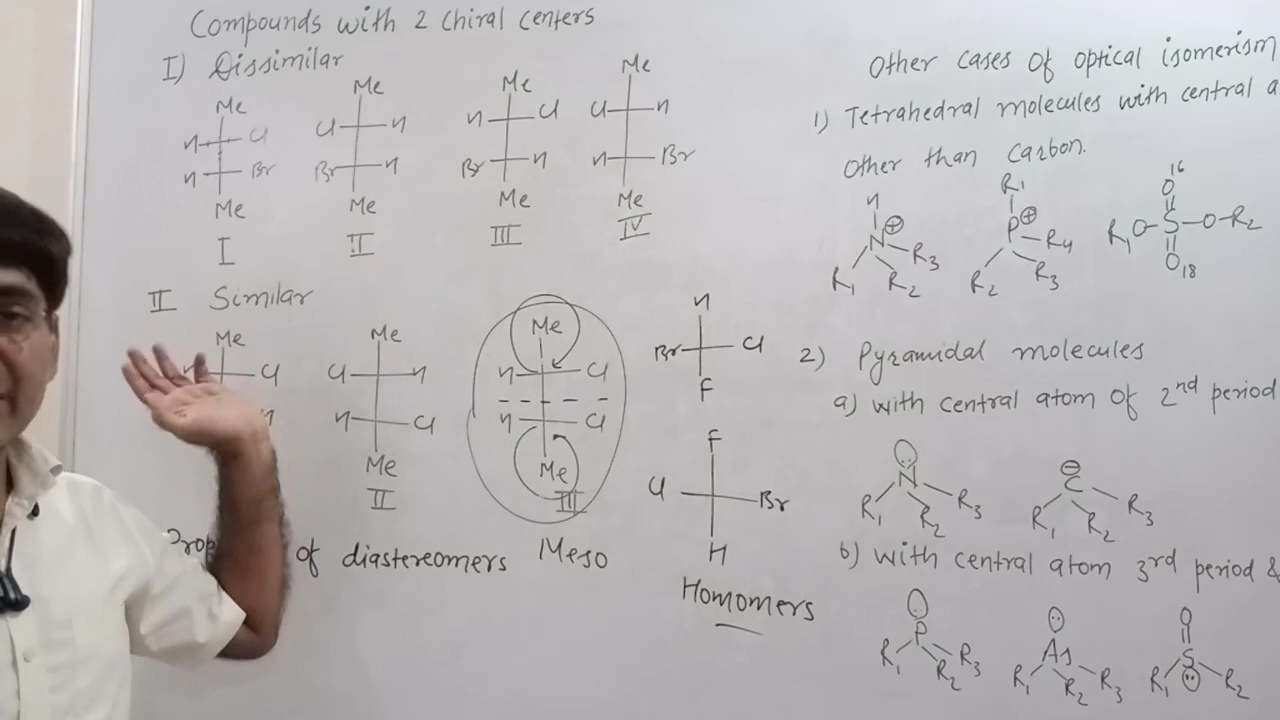 Compounds with 2 Chiral Centers
I) Dissimilar
Me Me Me Me
H Cl Cl H H Cl Cl H
H Br Br H Br H H Br
Me Me Me Me
I II III IV
II Similar
Me Me Me
Cl Cl H H Cl
H H Cl H Cl
Me Me
II III
of diastereomers Meso
H
Br Cl
F
F
Cl Br
H
Homomers
Other cases of optical isomerism
1) Tetrahedral molecules with central a
Other than Carbon.
H R1 O16
N⊕ P⊕ R1O-S-O-R2
R1 R2 R3 R2 R3 R4 O18
2) Pyramidal molecules
a) with central atom of 2nd period
N C⊖
R1 R2 R3 R1 R2 R3
b) with central atom 3rd period &
P As O
R1 R2 R3 R1 R2 R3 R1 S R2